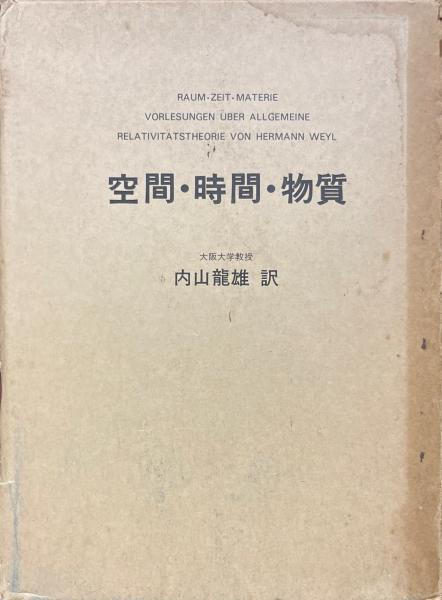 RAUM·ZEIT·MATERIE
VORLESUNGEN ÜBER ALLGEMEINE
RELATIVITÄTSTHEORIE VON HERMANN WEYL
空間・時間・物質
大阪大学教授
内山龍雄 訳